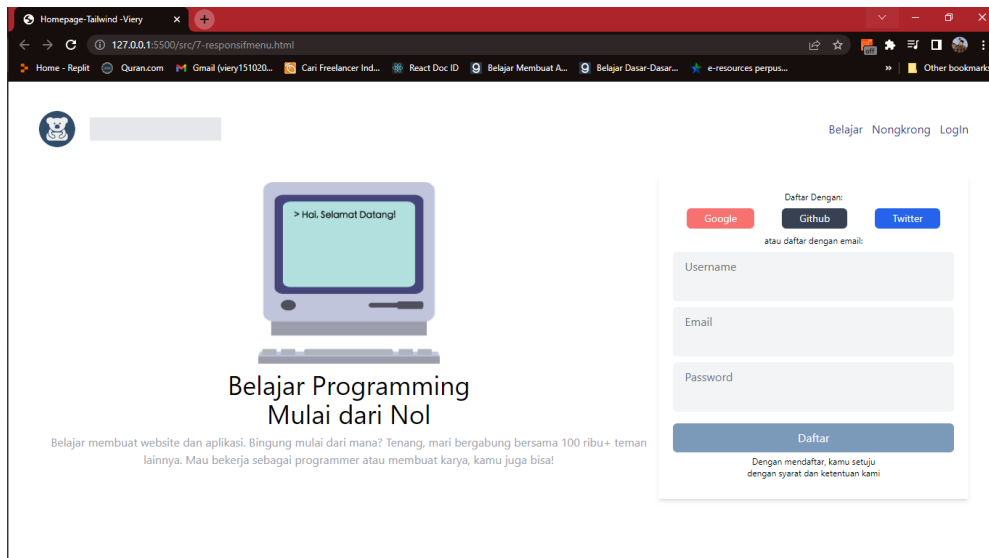 Homepage-Tailwind -Viery
127.0.0.1:5500/src/7-responsifmenu.html
off
Home - Replit
Quran.com
Gmail (viery151020...
Cari Freelancer Ind...
React Doc ID
Belajar Membuat A...
Belajar Dasar-Dasar...
e-resources perpus...
»
Other bookmarks
Belajar Nongkrong LogIn
> Hai, Selamat Datang!
Belajar Programming
Mulai dari Nol
Belajar membuat website dan aplikasi. Bingung mulai dari mana? Tenang, mari bergabung bersama 100 ribu+ teman
lainnya. Mau bekerja sebagai programmer atau membuat karya, kamu juga bisa!
Daftar Dengan:
Google Github Twitter
atau daftar dengan email:
Username
Email
Password
Daftar
Dengan mendaftar, kamu setuju
dengan syarat dan ketentuan kami